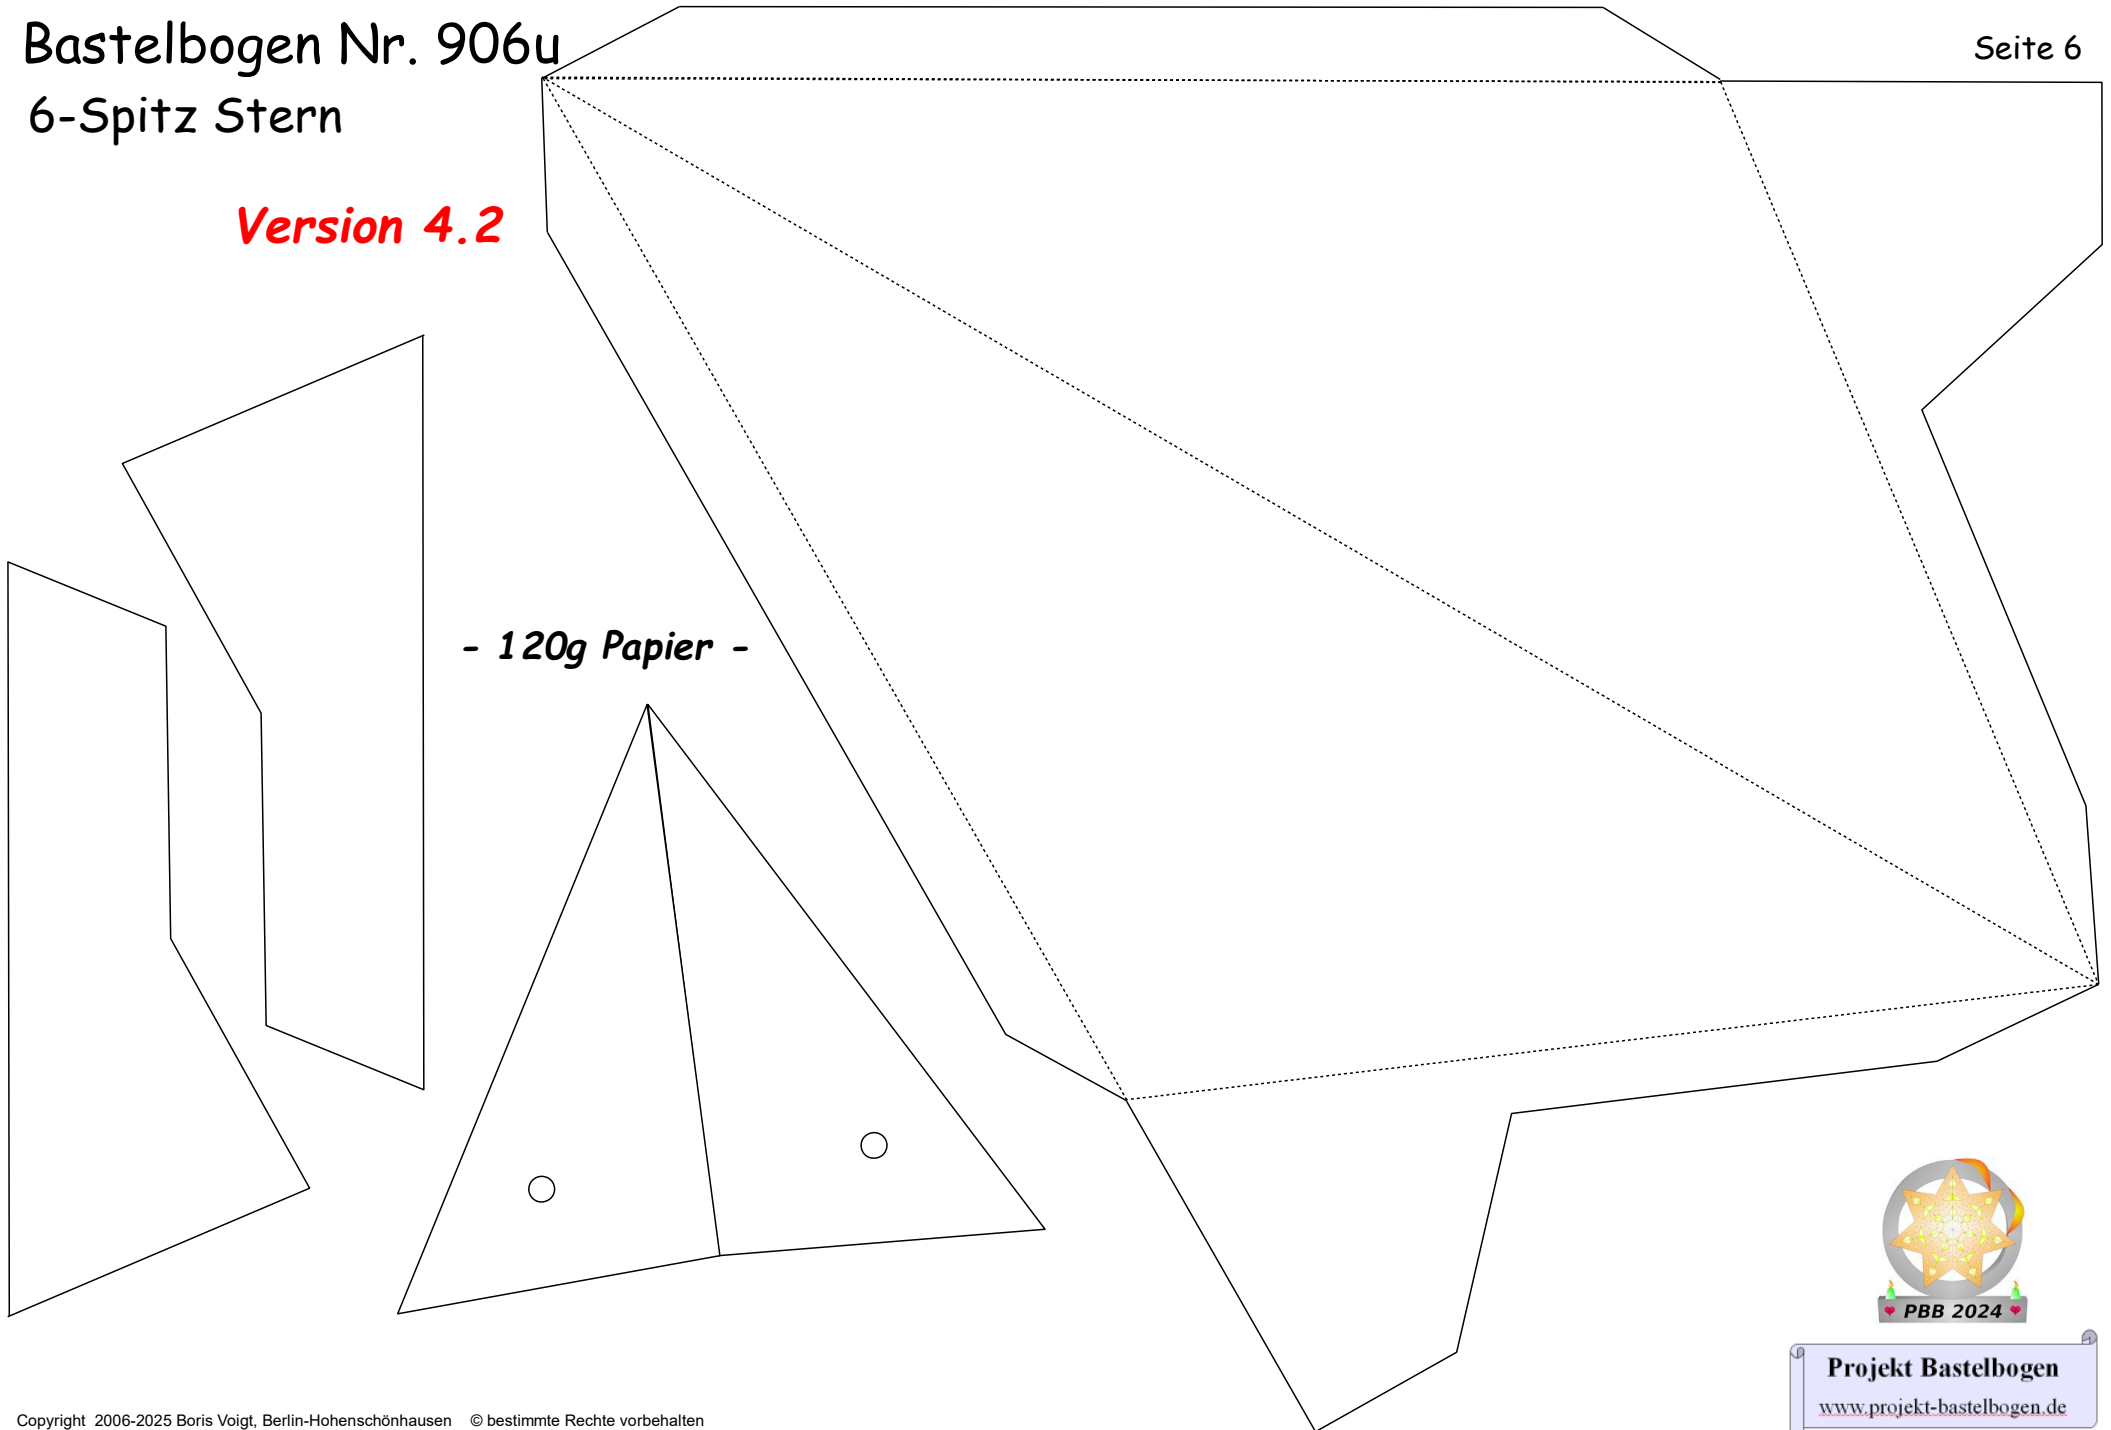 Bastelbogen Nr. 906u
Seite 6
6-Spitz Stern
Version 4.2
- 120g Papier -
PBB 2024
Projekt Bastelbogen
www.projekt-bastelbogen.de
Copyright 2006-2025 Boris Voigt, Berlin-Hohenschönhausen © bestimmte Rechte vorbehalten